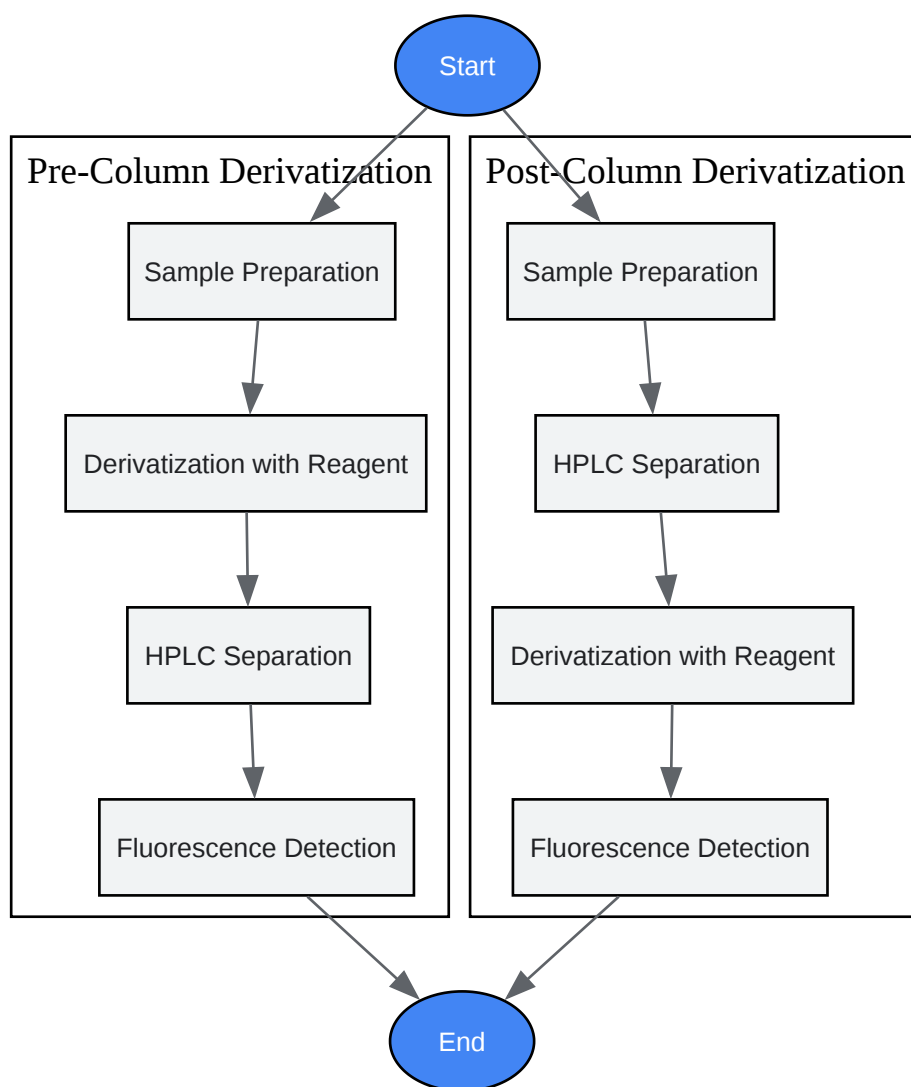 Start
Pre-Column Derivatization
Sample Preparation
Derivatization with Reagent
HPLC Separation
Fluorescence Detection
Post-Column Derivatization
Sample Preparation
HPLC Separation
Derivatization with Reagent
Fluorescence Detection
End